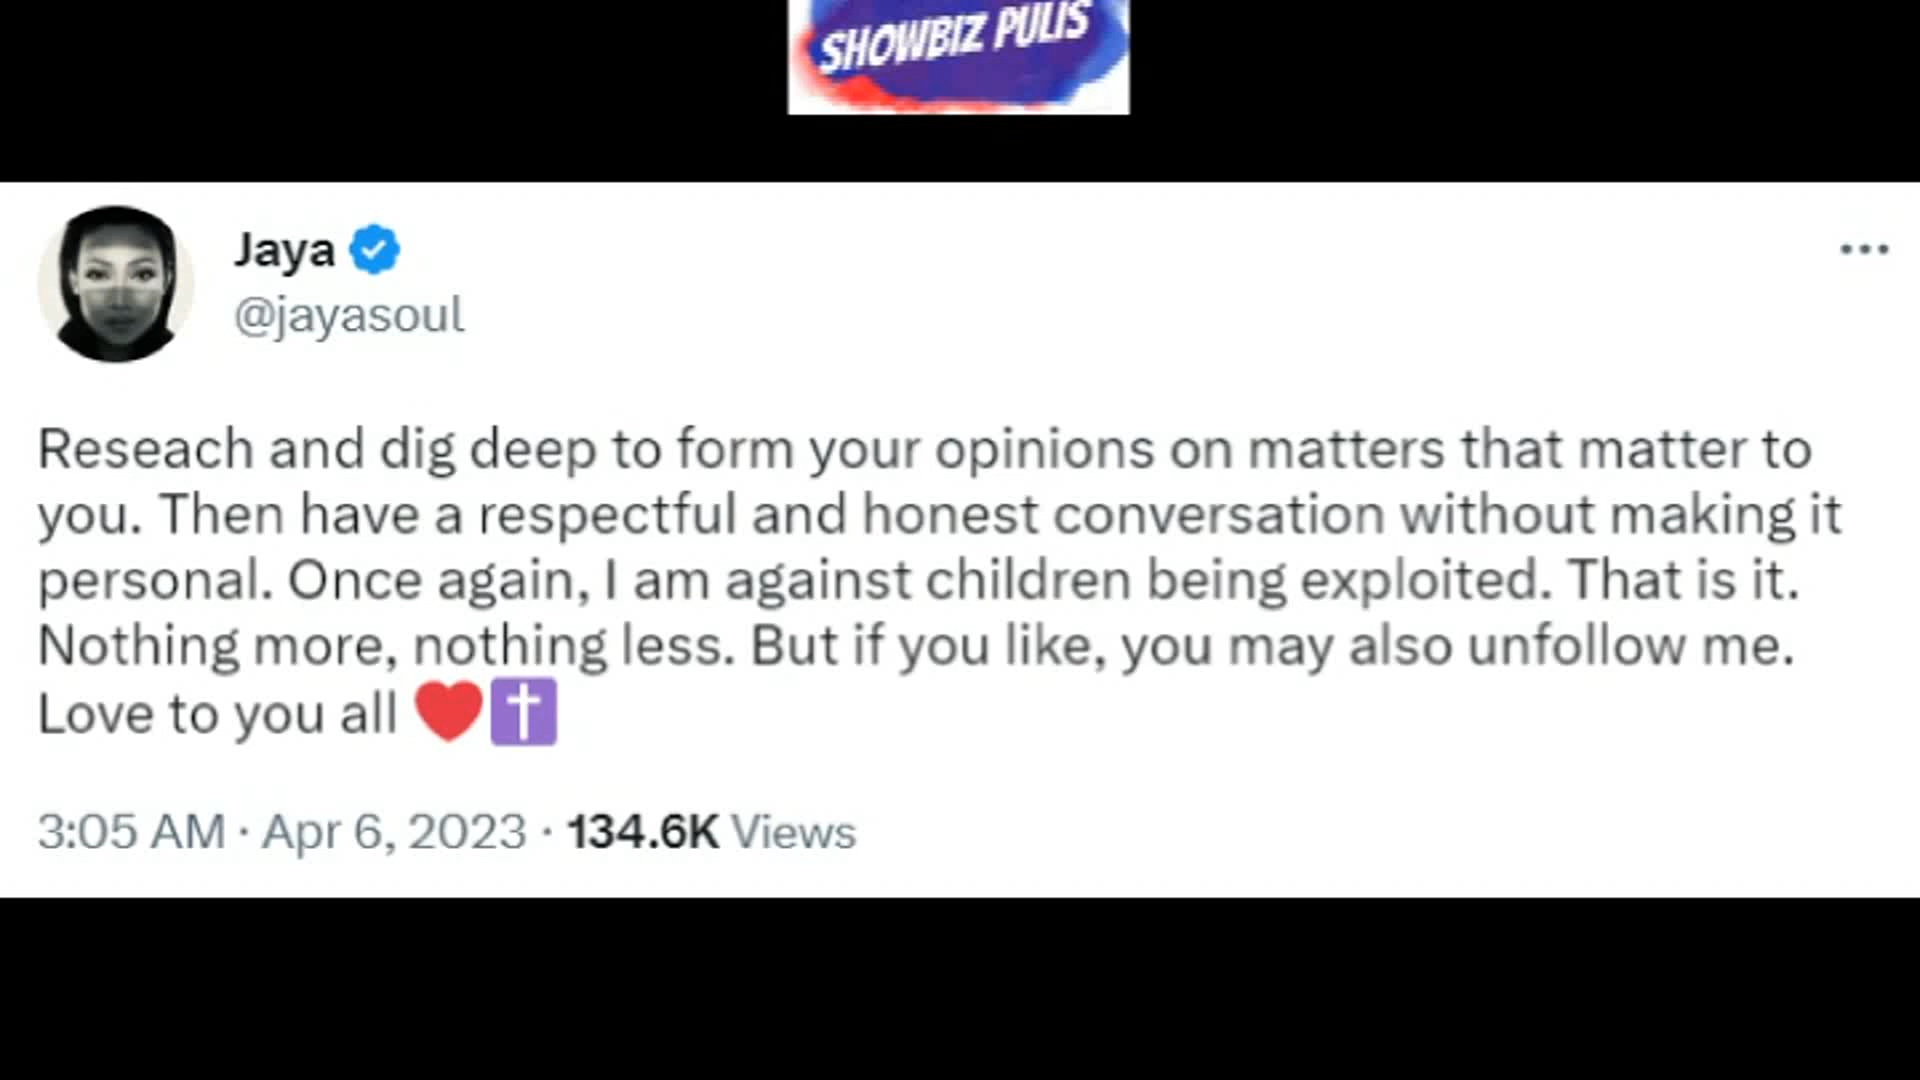 SHOWBIZ PULIS
Jaya
@jayasoul
Reseach and dig deep to form your opinions on matters that matter to
you. Then have a respectful and honest conversation without making it
personal. Once again, I am against children being exploited. That is it.
Nothing more, nothing less. But if you like, you may also unfollow me.
Love to you all ❤️✝️
3:05 AM · Apr 6, 2023 · 134.6K Views